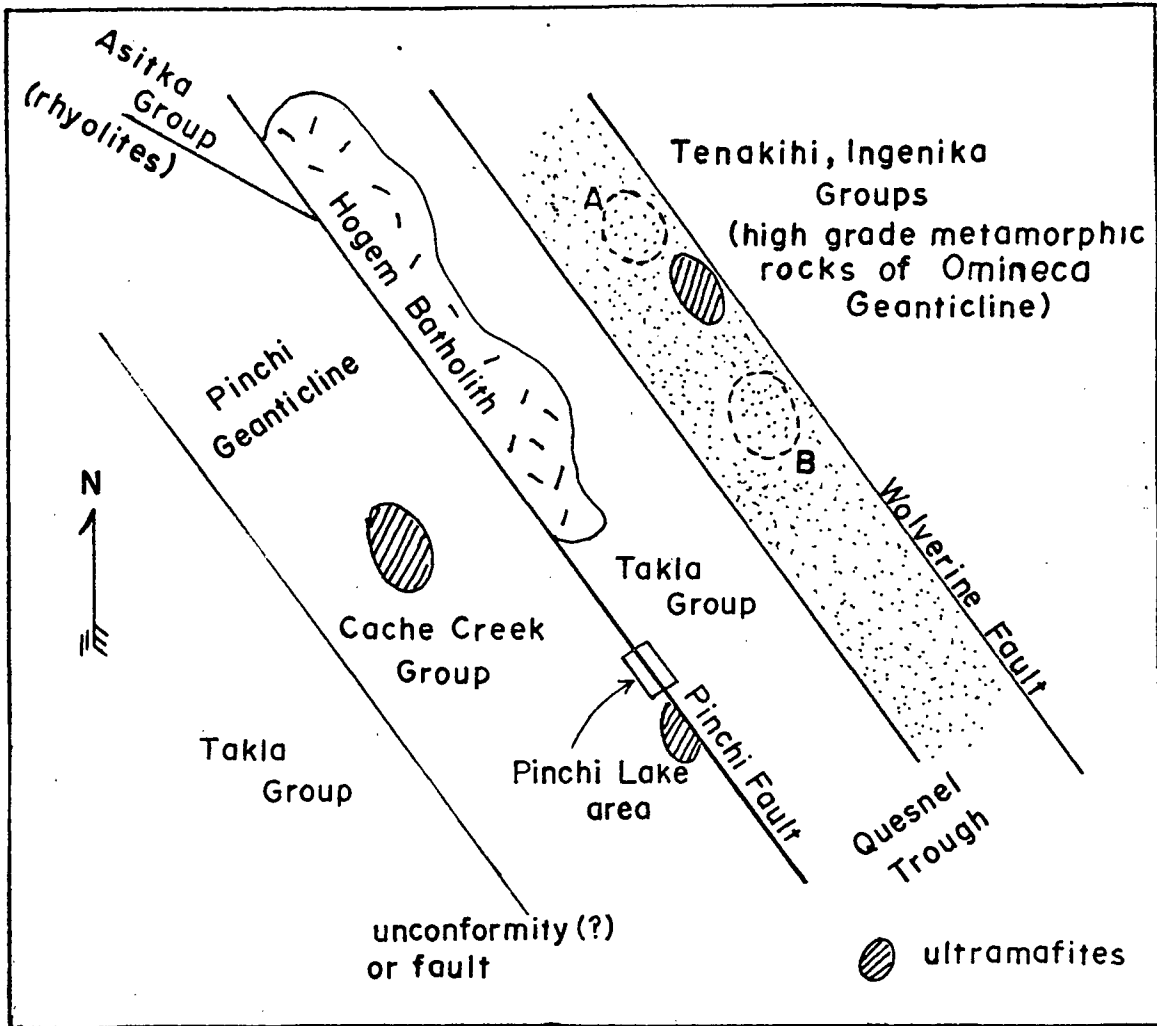 Asitka
Group
(rhyolites)
Hogem Batholith
A
Tenakihi, Ingenika
Groups
(high grade metamorphic
rocks of Omineca
Geanticline)
B
Pinchi
Geanticline
Wolverine Fault
N
Takla
Group
Cache Creek
Group
Pinchi Fault
Takla
Group
Pinchi Lake
area
Quesnel
Trough
unconformity (?)
or fault
ultramafites